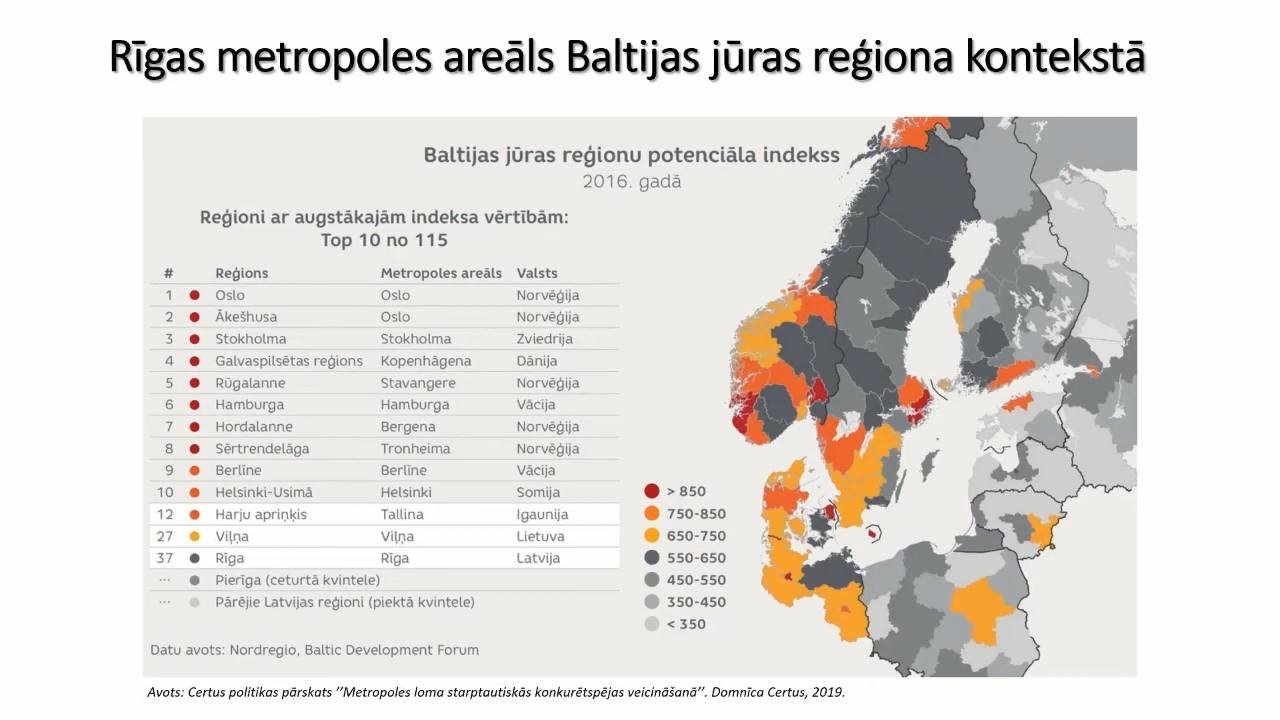 Rīgas metropoles areāls Baltijas jūras reģiona kontekstā
Baltijas jūras reģionu potenciāla indekss
2016. gadā
Reģioni ar augstākajām indeksa vērtībām:
Top 10 no 115
# Reģions Metropoles areāls Valsts
1 Oslo Oslo Norvēģija
2 Ākešhusa Oslo Norvēģija
3 Stokholma Stokholma Zviedrija
4 Galvaspilsētas reģions Kopenhāgena Dānija
5 Rūgalanne Stavangere Norvēģija
6 Hamburga Hamburga Vācija
7 Hordalanne Bergena Norvēģija
8 Sērtrendelāga Tronheima Norvēģija
9 Berlīne Berlīne Vācija
10 Helsinki-Usimā Helsinki Somija
12 Harju apriņķis Tallina Igaunija
27 Viļņa Viļņa Lietuva
37 Rīga Rīga Latvija
... Pierīga (ceturtā kvintele)
... Pārējie Latvijas reģioni (piektā kvintele)
> 850
750-850
650-750
550-650
450-550
350-450
< 350
Datu avots: Nordregio, Baltic Development Forum
Avots: Certus politikas pārskats ’’Metropoles loma starptautiskās konkurētspējas veicināšanā’’. Domnīca Certus, 2019.